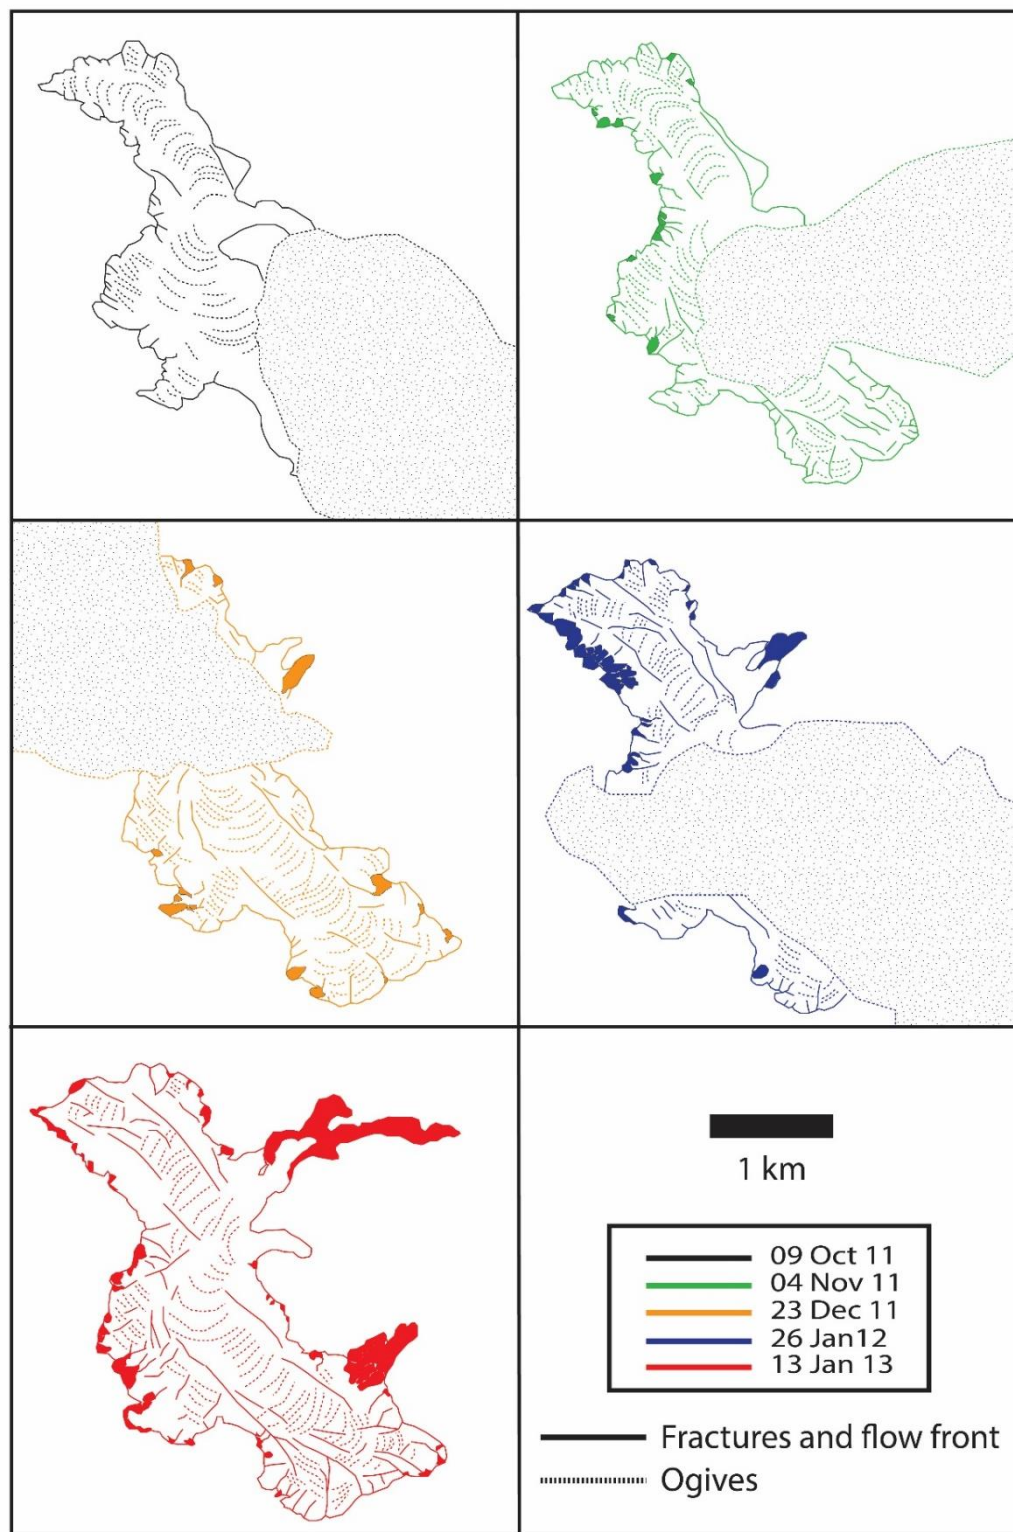 1 km
09 Oct 11
04 Nov 11
23 Dec 11
26 Jan12
13 Jan 13
Fractures and flow front
Ogives